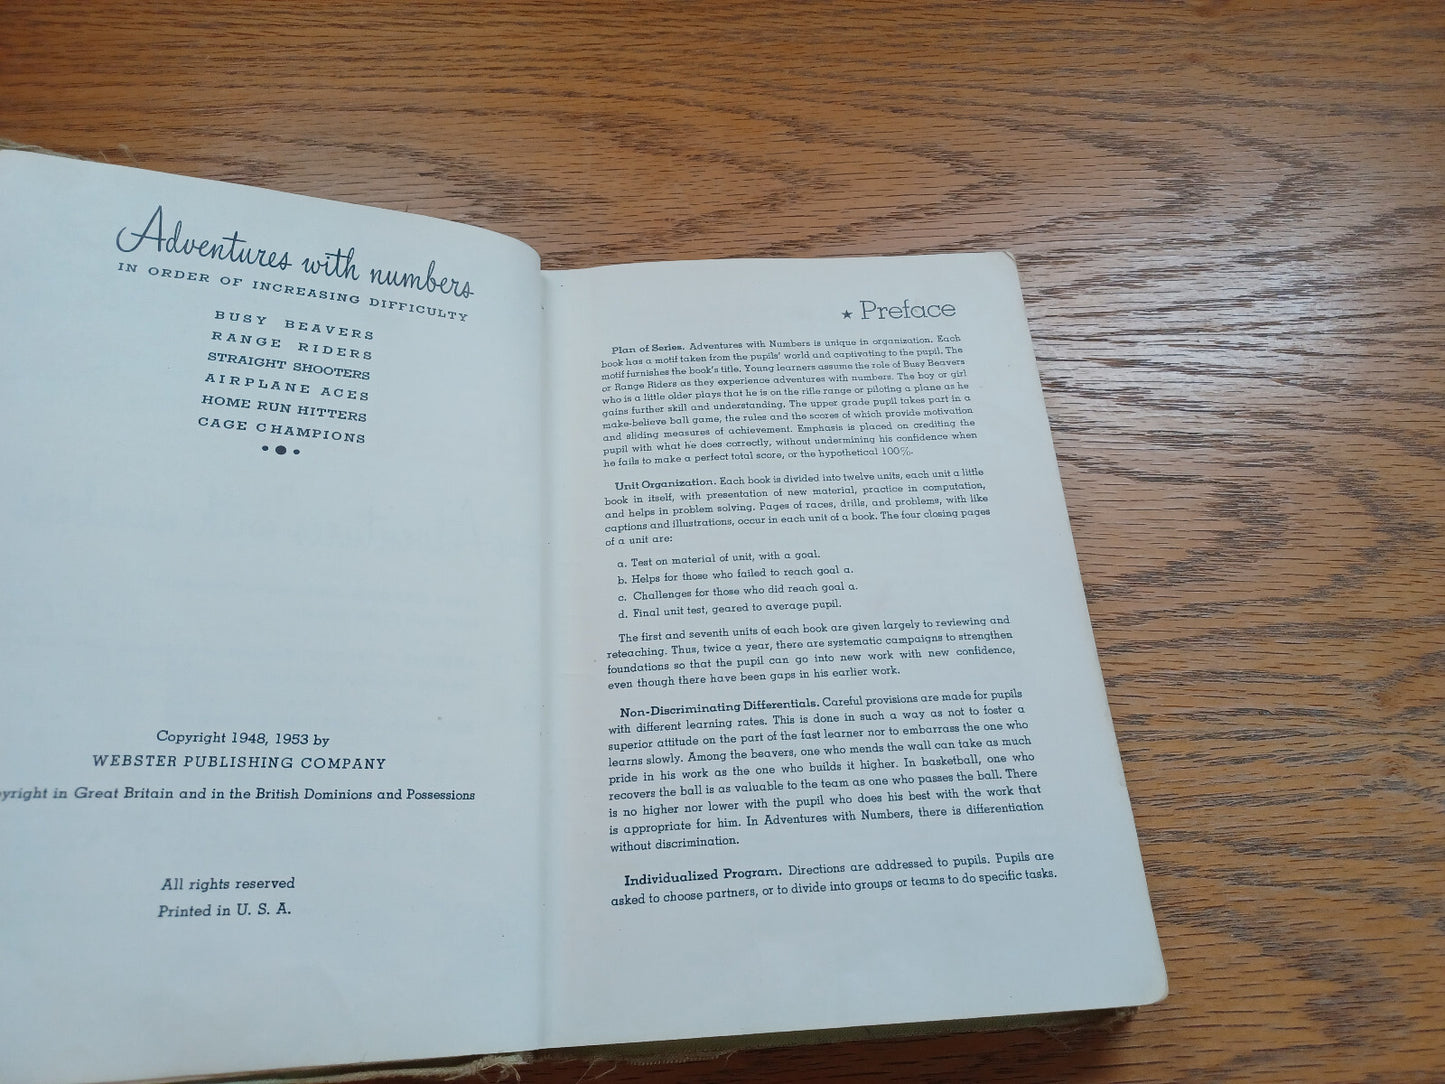 Adventures with numbers
IN ORDER OF INCREASING DIFFICULTY
BUSY BEAVERS
RANGE RIDERS
STRAIGHT SHOOTERS
AIRPLANE ACES
HOME RUN HITTERS
CAGE CHAMPIONS
Copyright 1948, 1953 by
WEBSTER PUBLISHING COMPANY
in Great Britain and in the British Dominions and Possessions
All rights reserved
Printed in U. S. A.
★ Preface
Plan of Series. Adventures with Numbers is unique in organization. Each
book has a motif taken from the pupils' world and captivating to the pupil. The
motif furnishes the book's title. Young learners assume the role of Busy Beavers
or Range Riders as they experience adventures with numbers. The boy or girl
who is a little older plays that he is on the rifle range or piloting a plane as he
gains further skill and understanding. The upper grade pupil takes part in a
make-believe ball game, the rules and the scores of which provide motivation
and sliding measures of achievement. Emphasis is placed on crediting the
pupil with what he does correctly, without undermining his confidence when
he fails to make a perfect total score, or the hypothetical 100%.
Unit Organization. Each book is divided into twelve units, each unit a little
book in itself, with presentation of new material, practice in computation,
and helps in problem solving. Pages of races, drills, and problems, with like
captions and illustrations, occur in each unit of a book. The four closing pages
of a unit are:
a. Test on material of unit, with a goal.
b. Helps for those who failed to reach goal a.
c. Challenges for those who did reach goal a.
d. Final unit test, geared to average pupil.
The first and seventh units of each book are given largely to reviewing and
reteaching. Thus, twice a year, there are systematic campaigns to strengthen
foundations so that the pupil can go into new work with new confidence,
even though there have been gaps in his earlier work.
Non-Discriminating Differentials. Careful provisions are made for pupils
with different learning rates. This is done in such a way as not to foster a
superior attitude on the part of the fast learner nor to embarrass the one who
learns slowly. Among the beavers, one who mends the wall can take as much
pride in his work as the one who builds it higher. In basketball, one who
recovers the ball is as valuable to the team as one who passes the ball. There
is no higher nor lower with the pupil who does his best with the work that
is appropriate for him. In Adventures with Numbers, there is differentiation
without discrimination.
Individualized Program. Directions are addressed to pupils. Pupils are
asked to choose partners, or to divide into groups or teams to do specific tasks.